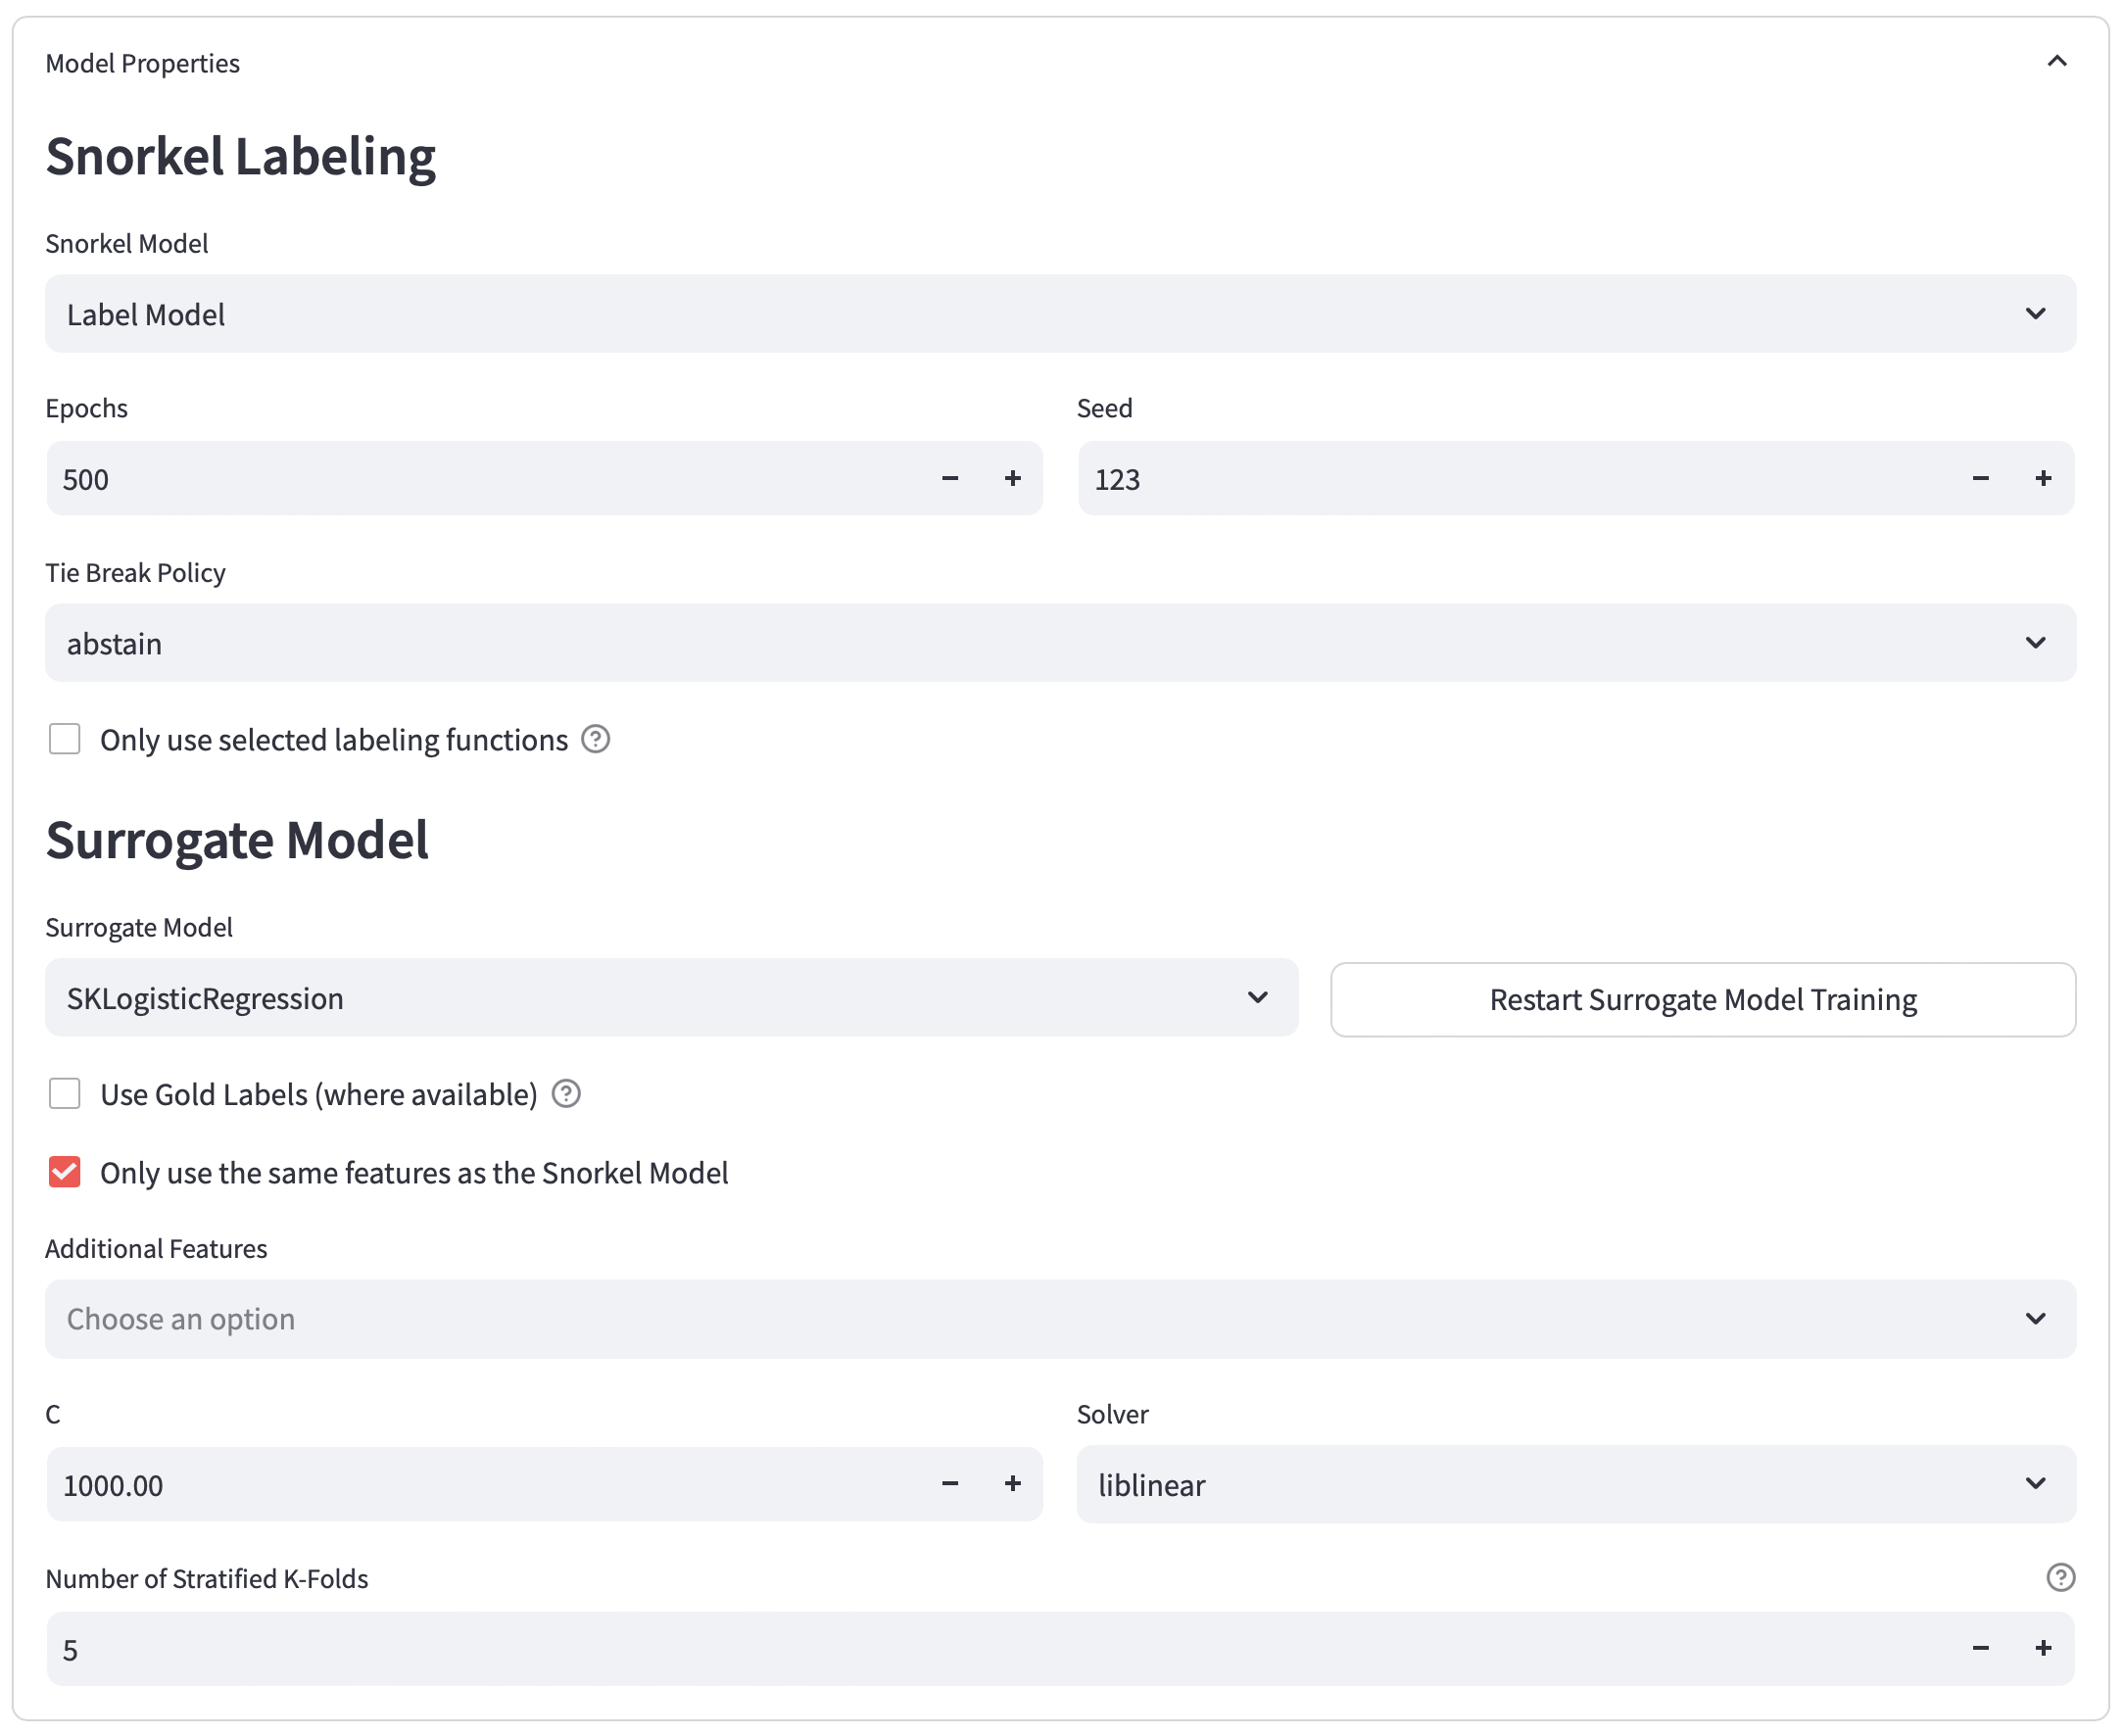 Model Properties
Snorkel Labeling
Snorkel Model
Label Model
Epochs
Seed
500
123
Tie Break Policy
abstain
Only use selected labeling functions
Surrogate Model
Surrogate Model
SKLogisticRegression
Restart Surrogate Model Training
Use Gold Labels (where available)
Only use the same features as the Snorkel Model
Additional Features
Choose an option
C
Solver
1000.00
liblinear
Number of Stratified K-Folds
5